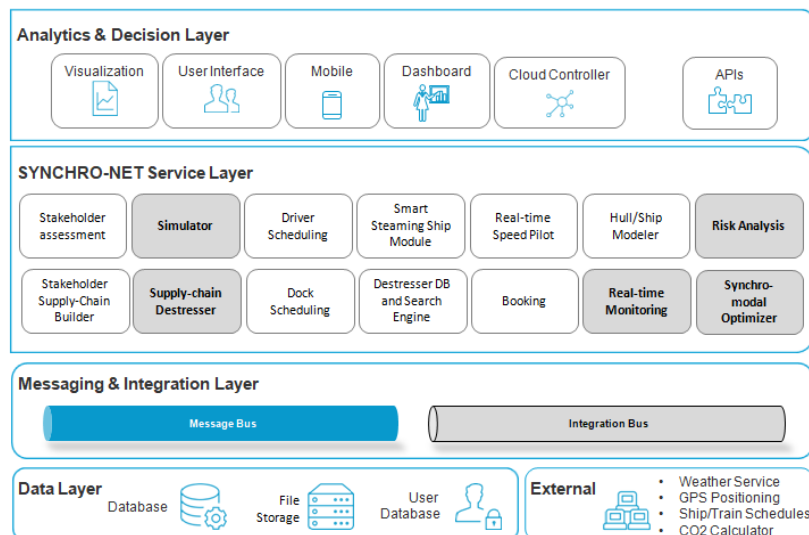 Analytics & Decision Layer
Visualization
User Interface
Mobile
Dashboard
Cloud Controller
APIs
SYNCHRO-NET Service Layer
Stakeholder
assessment
Simulator
Driver
Scheduling
Smart
Steaming Ship
Module
Real-time
Speed Pilot
Hull/Ship
Modeler
Risk Analysis
Stakeholder
Supply-Chain
Builder
Supply-chain
Destresser
Dock
Scheduling
Destresser DB
and Search
Engine
Booking
Real-time
Monitoring
Synchro-
modal
Optimizer
Messaging & Integration Layer
Message Bus
Integration Bus
Data Layer
Database
File
Storage
User
Database
External
• Weather Service
• GPS Positioning
• Ship/Train Schedules
• CO2 Calculator